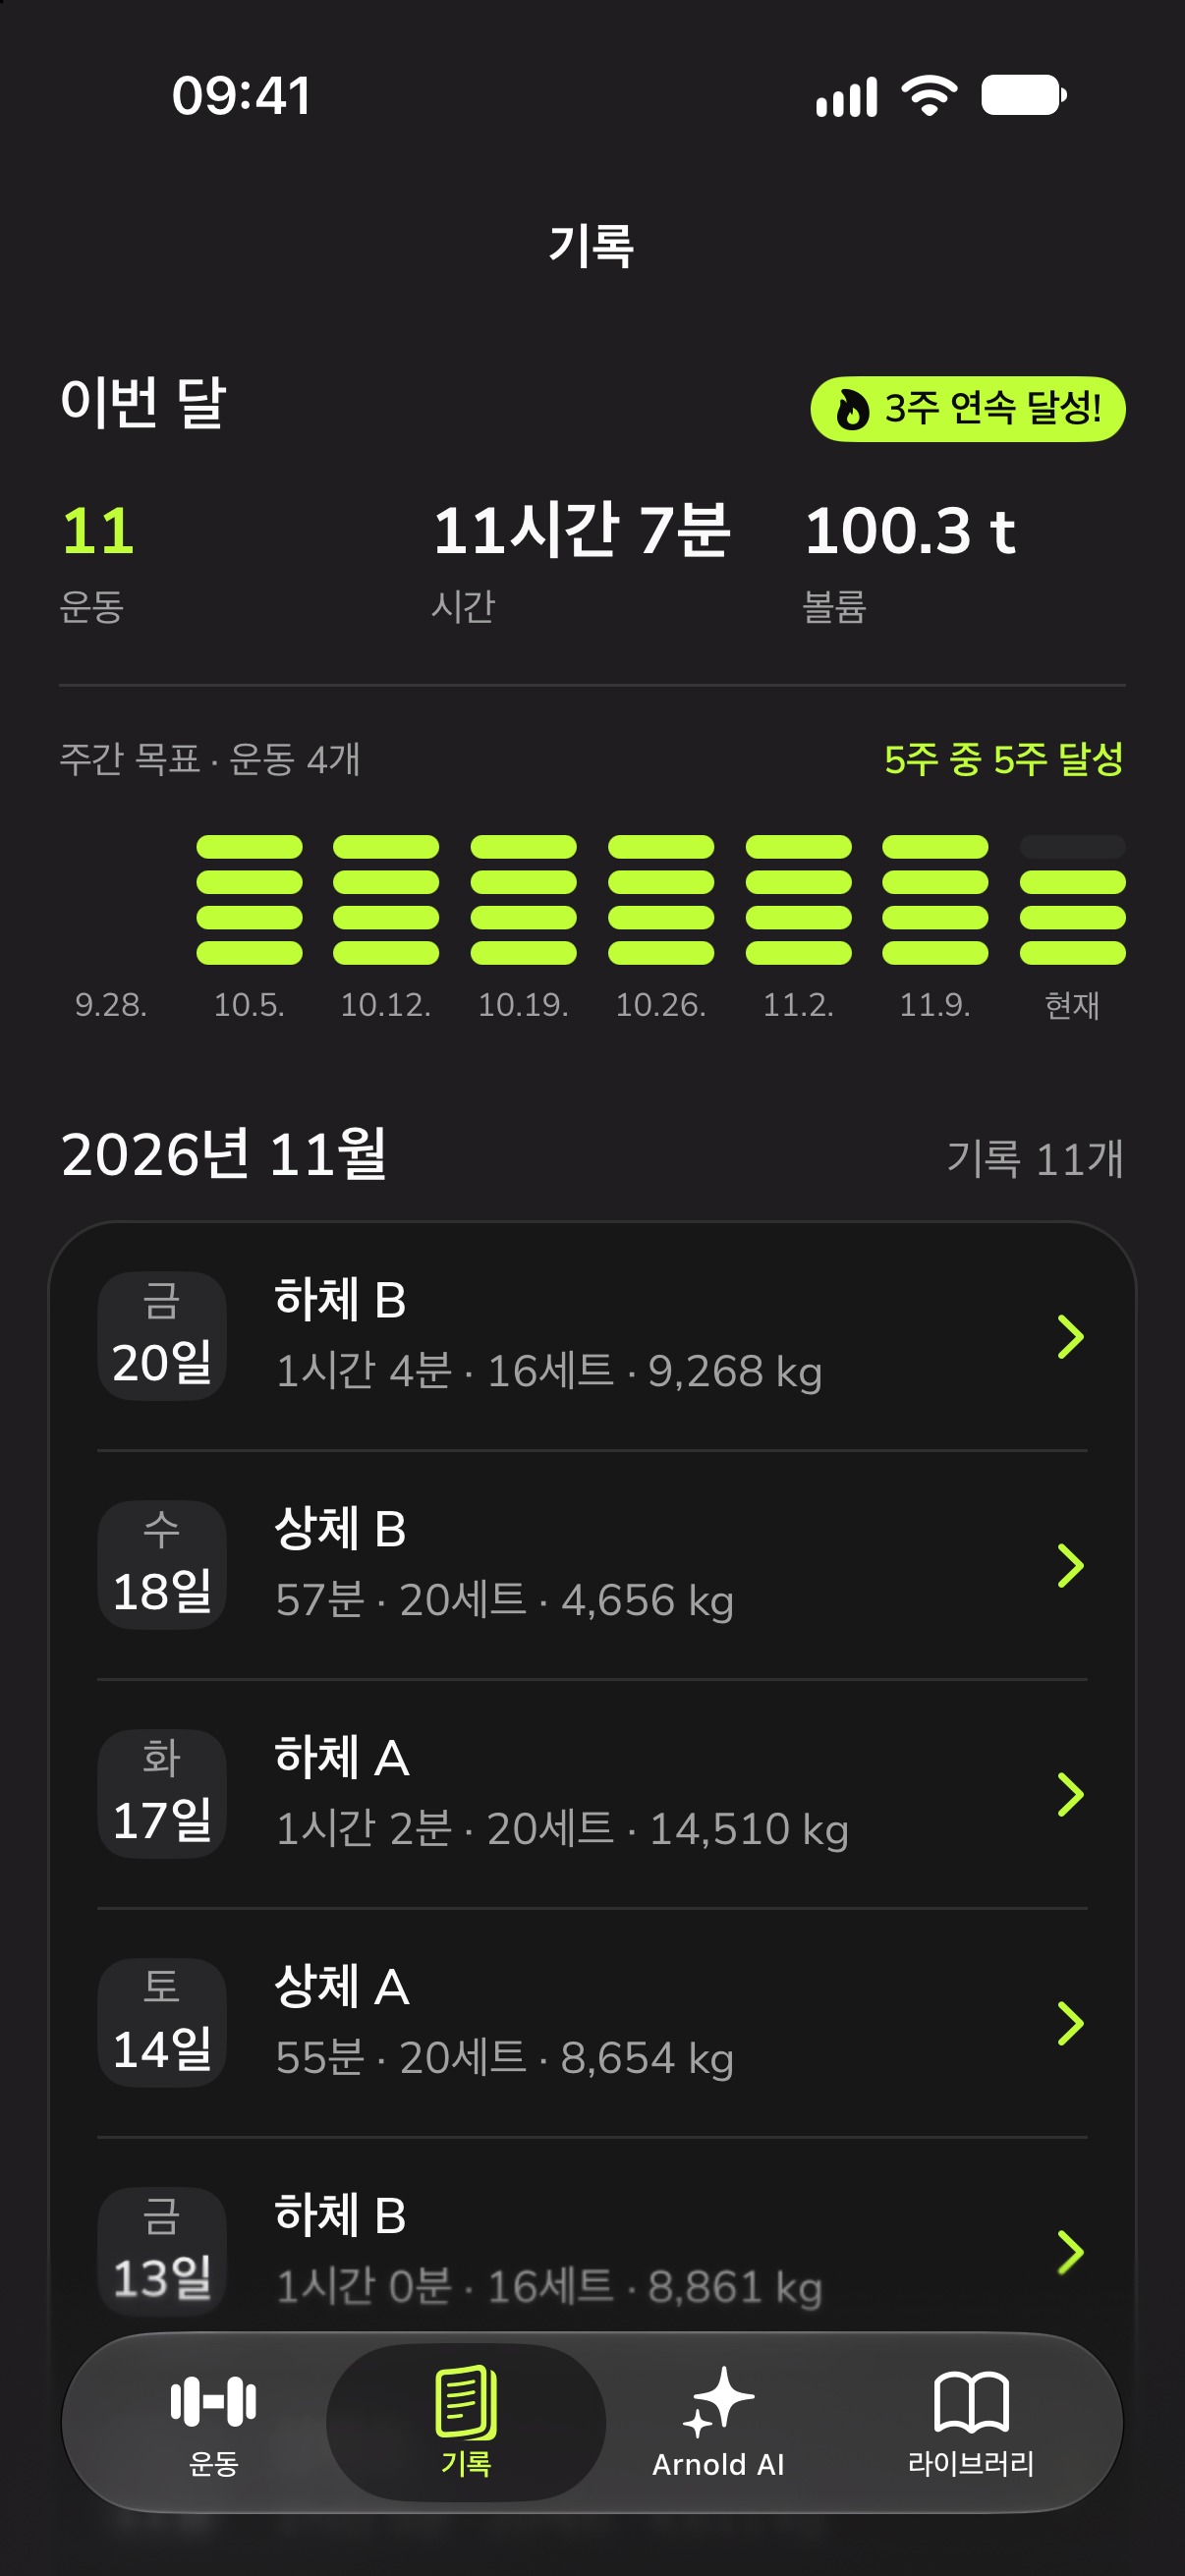 09:41
기록
이번 달
3주 연속 달성!
11
11시간 7분
100.3 t
운동
시간
볼륨
주간 목표 · 운동 4개
5주 중 5주 달성
9.28.
10.5.
10.12.
10.19.
10.26.
11.2.
11.9.
현재
2026년 11월
기록 11개
금
20일
하체 B
1시간 4분 · 16세트 · 9,268 kg
수
18일
상체 B
57분 · 20세트 · 4,656 kg
화
17일
하체 A
1시간 2분 · 20세트 · 14,510 kg
토
14일
상체 A
55분 · 20세트 · 8,654 kg
금
13일
하체 B
1시간 0분 · 16세트 · 8,861 kg
운동
기록
Arnold AI
라이브러리